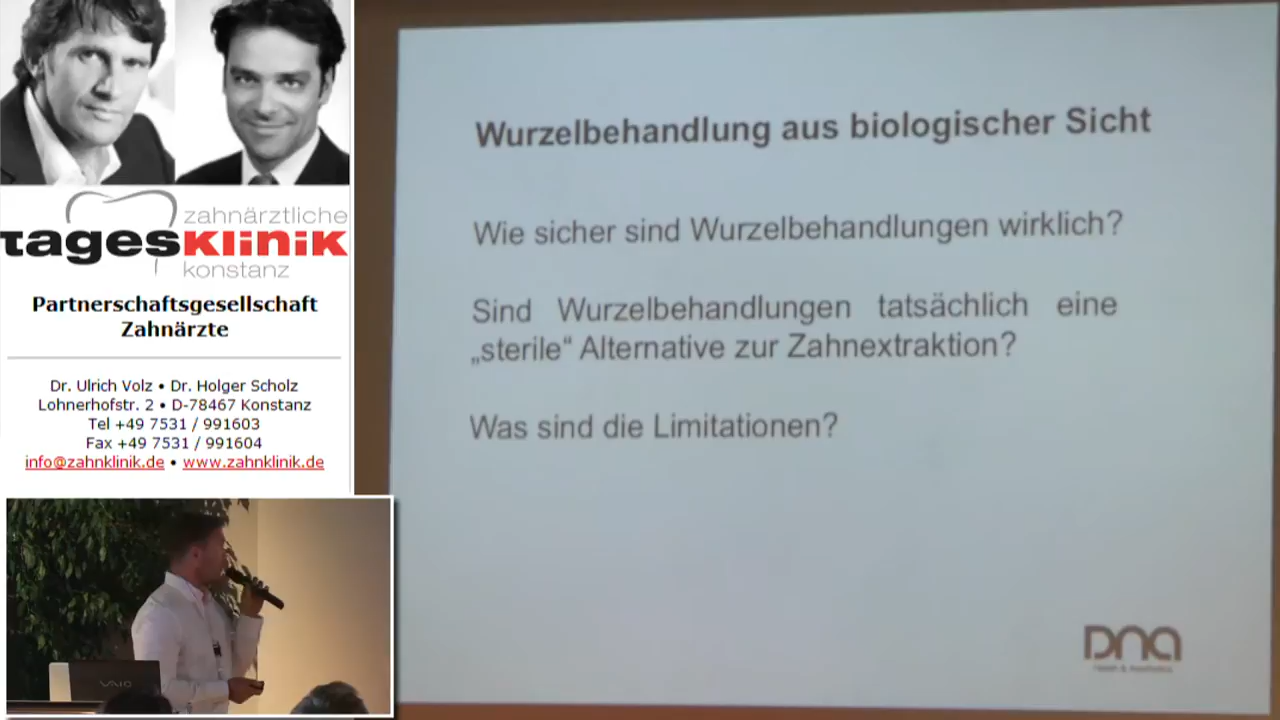 zahnärztliche
tagesklinik
konstanz
Partnerschaftsgesellschaft
Zahnärzte
Dr. Ulrich Volz • Dr. Holger Scholz
Lohnerhofstr. 2 • D-78467 Konstanz
Tel +49 7531 / 991603
Fax +49 7531 / 991604
info@zahnklinik.de • www.zahnklinik.de
VAIO
Wurzelbehandlung aus biologischer Sicht
Wie sicher sind Wurzelbehandlungen wirklich?
Sind Wurzelbehandlungen tatsächlich eine
„sterile“ Alternative zur Zahnextraktion?
Was sind die Limitationen?
DNA